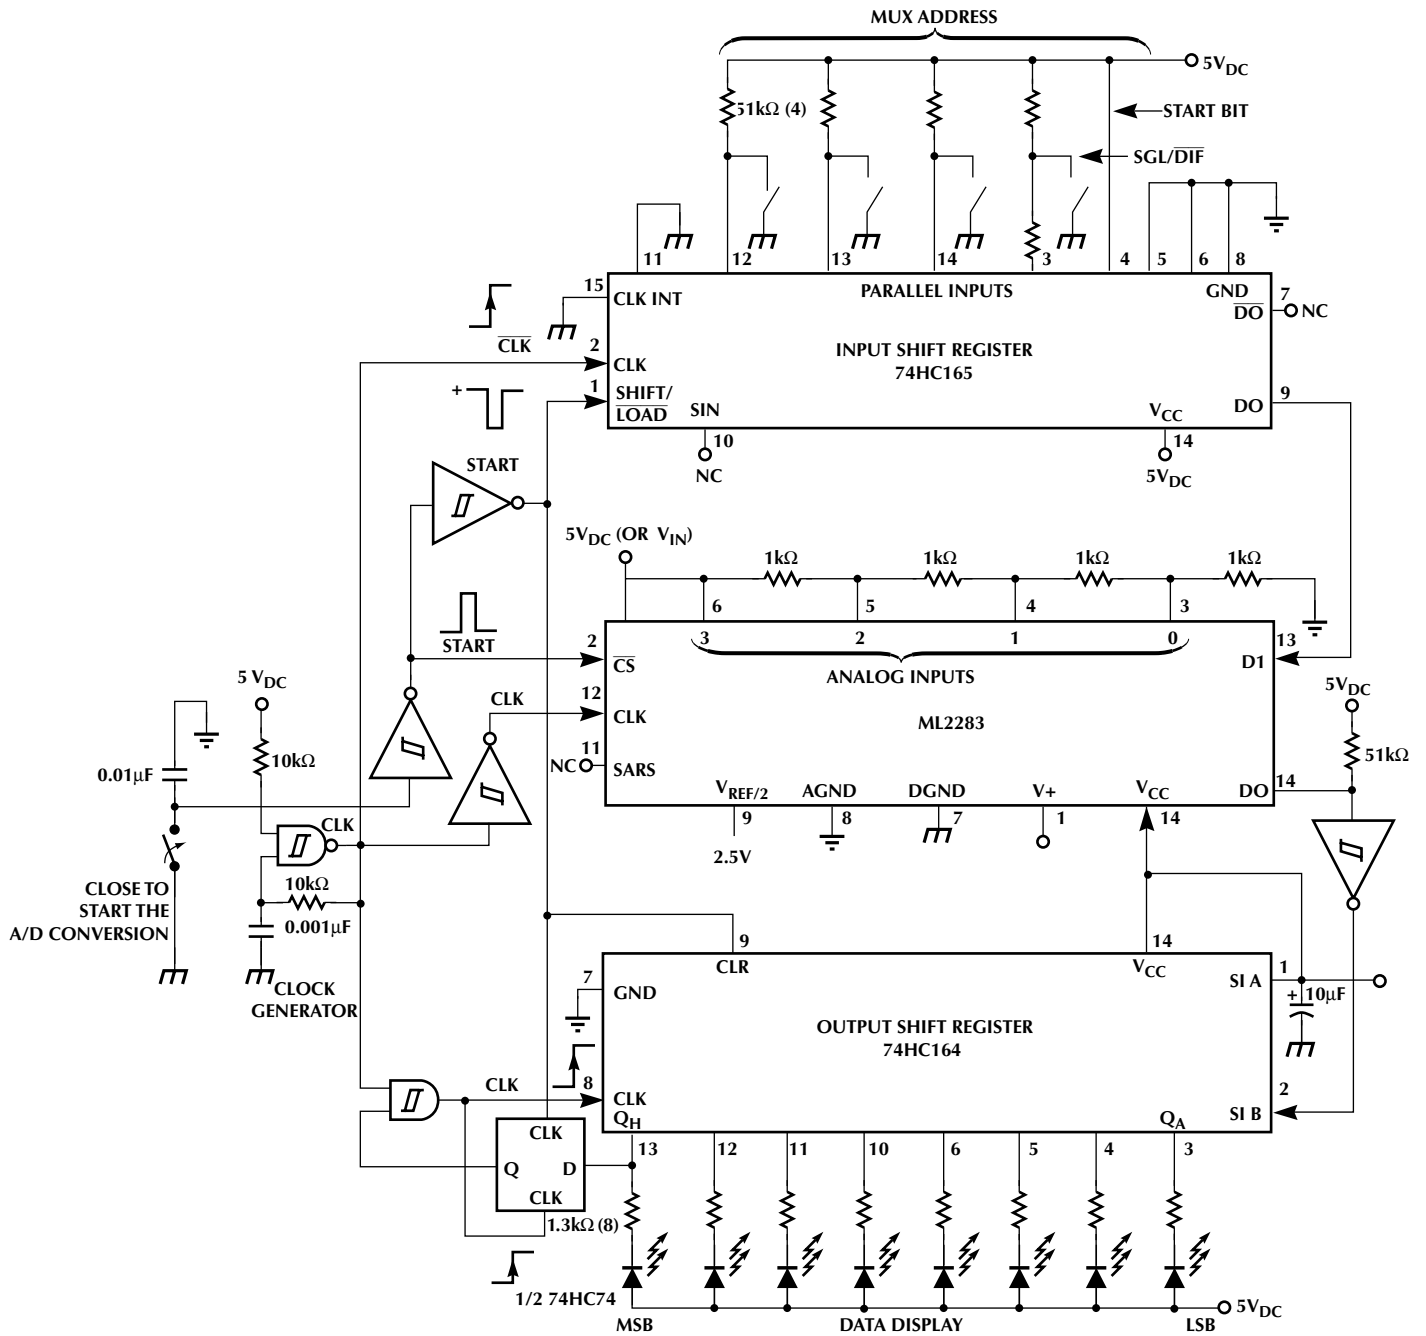 MUX ADDRESS
5VDC
51kΩ (4)
START BIT
SGL/DIF
11
12
13
14
3
4
5
6
8
15
CLK INT
PARALLEL INPUTS
GND
7
DO
NC
CLK
2
CLK
INPUT SHIFT REGISTER
74HC165
+
1
SHIFT/
LOAD
SIN
VCC
DO
9
10
NC
14
5VDC
START
5VDC (OR VIN)
1kΩ
1kΩ
1kΩ
1kΩ
6
5
4
3
START
2
CS
3
2
1
0
13
D1
ANALOG INPUTS
5 VDC
CLK
12
CLK
ML2283
5VDC
10kΩ
51kΩ
0.01µF
NC
11
SARS
VREF/2
AGND
DGND
V+
VCC
DO
14
9
8
7
1
14
CLK
2.5V
CLOSE TO
START THE
A/D CONVERSION
10kΩ
0.001µF
CLOCK
GENERATOR
9
14
CLR
VCC
7
GND
SI A
1
+ 10µF
OUTPUT SHIFT REGISTER
74HC164
CLK
8
CLK
QH
QA
SI B
2
CLK
Q
D
CLK
13
12
11
10
6
5
4
3
1.3kΩ (8)
1/2 74HC74
MSB
DATA DISPLAY
LSB
5VDC